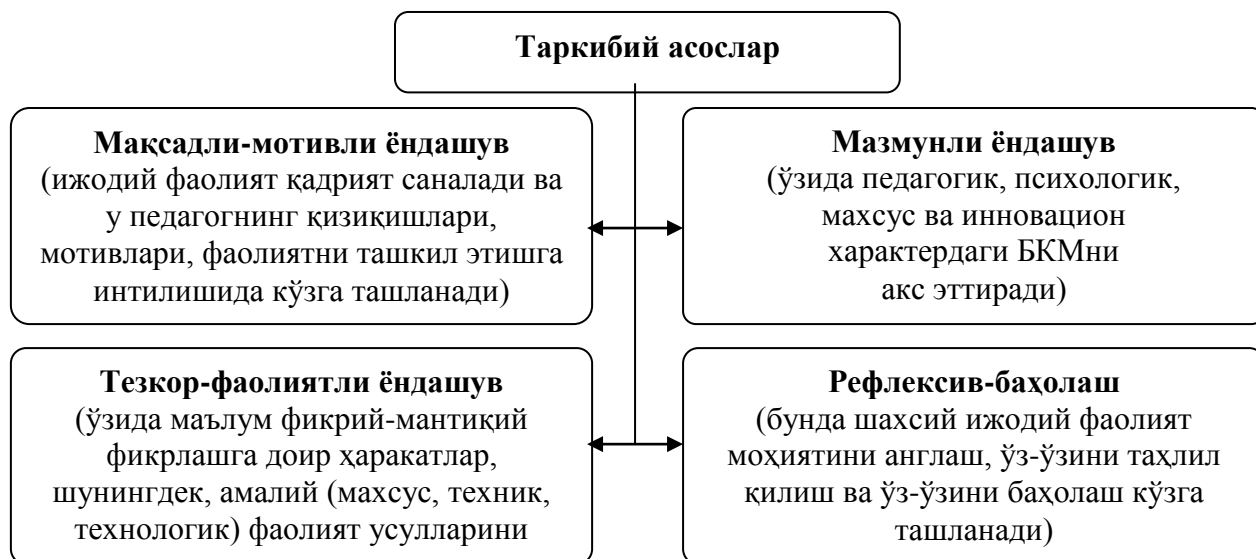 Таркибий асослар
Мақсадли-мотивли ёндашув
(ижодий фаолият қадрият саналади ва
у педагогнинг қизиқишлари,
мотивлари, фаолиятни ташкил этишга
интилишида кўзга ташланади)
Мазмунли ёндашув
(ўзида педагогик, психологик,
махсус ва инновацион
характердаги БКМни
акс эттиради)
Тезкор-фаолиятли ёндашув
(ўзида маълум фикрий-мантиқий
фикрлашга доир ҳаракатлар,
шунингдек, амалий (махсус, техник,
технологик) фаолият усулларини
Рефлексив-баҳолаш
(бунда шахсий ижодий фаолият
моҳиятини англаш, ўз-ўзини таҳлил
қилиш ва ўз-ўзини баҳолаш кўзга
ташланади)